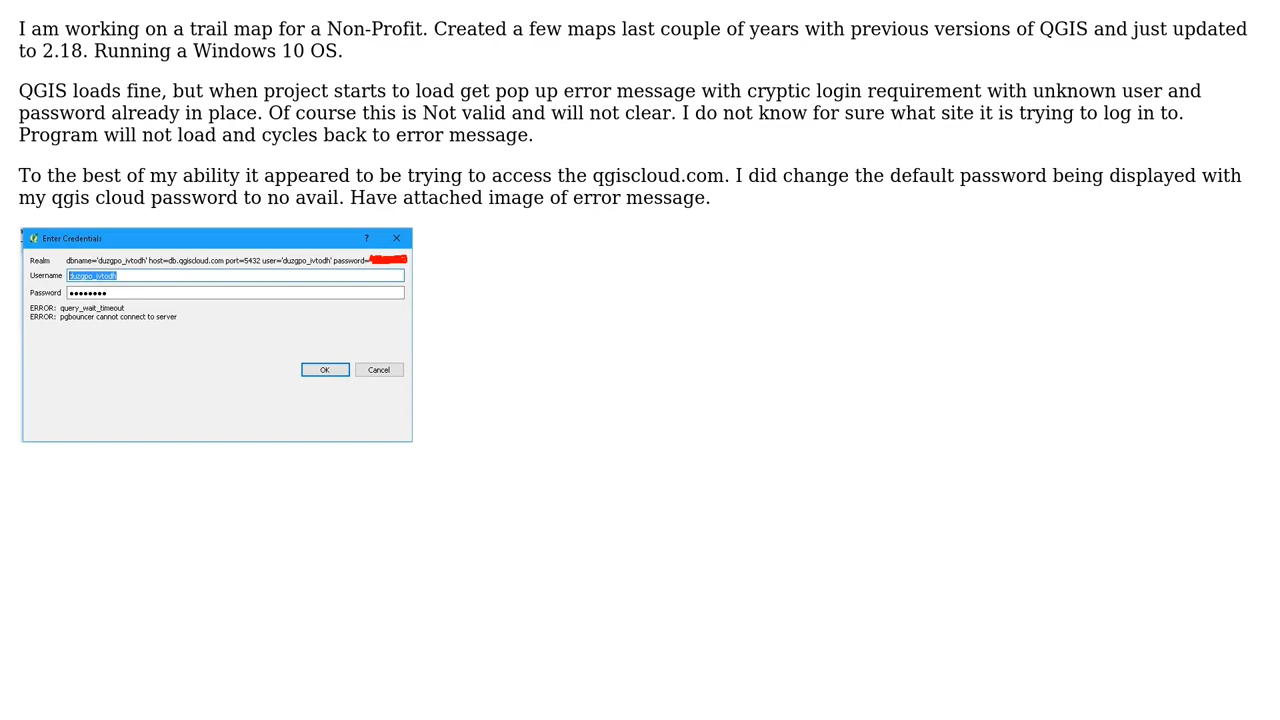 I am working on a trail map for a Non-Profit. Created a few maps last couple of years with previous versions of QGIS and just updated
to 2.18. Running a Windows 10 OS.
QGIS loads fine, but when project starts to load get pop up error message with cryptic login requirement with unknown user and
password already in place. Of course this is Not valid and will not clear. I do not know for sure what site it is trying to log in to.
Program will not load and cycles back to error message.
To the best of my ability it appeared to be trying to access the qgiscloud.com. I did change the default password being displayed with
my qgis cloud password to no avail. Have attached image of error message.
Enter Credentials ?
Realm dbname='duzgpo_ivtodh' host=db.qgiscloud.com port=5432 user='duzgpo_ivtodh' password=
Username duzgpo_ivtodh
Password ●●●●●●●●
ERROR: query_wait_timeout
ERROR: pgbouncer cannot connect to server
OK Cancel